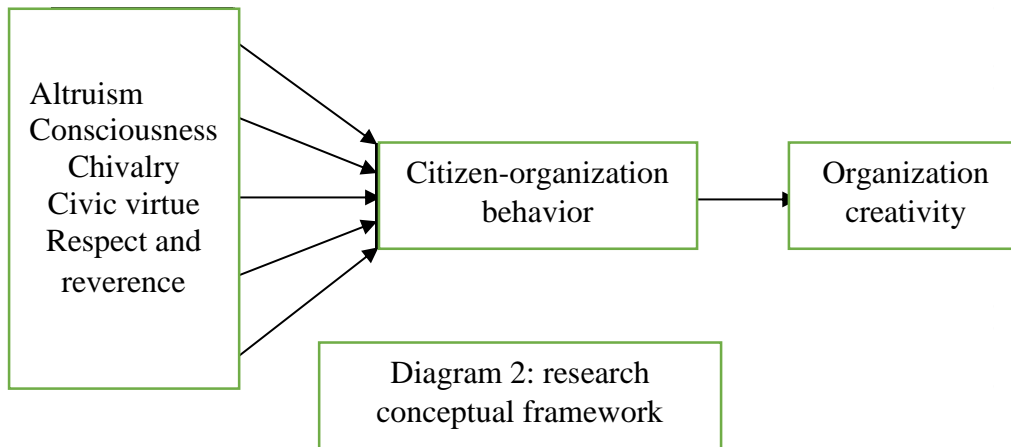 Altruism
Consciousness
Chivalry
Civic virtue
Respect and
reverence
Citizen-organization
behavior
Organization
creativity
Diagram 2: research
conceptual framework